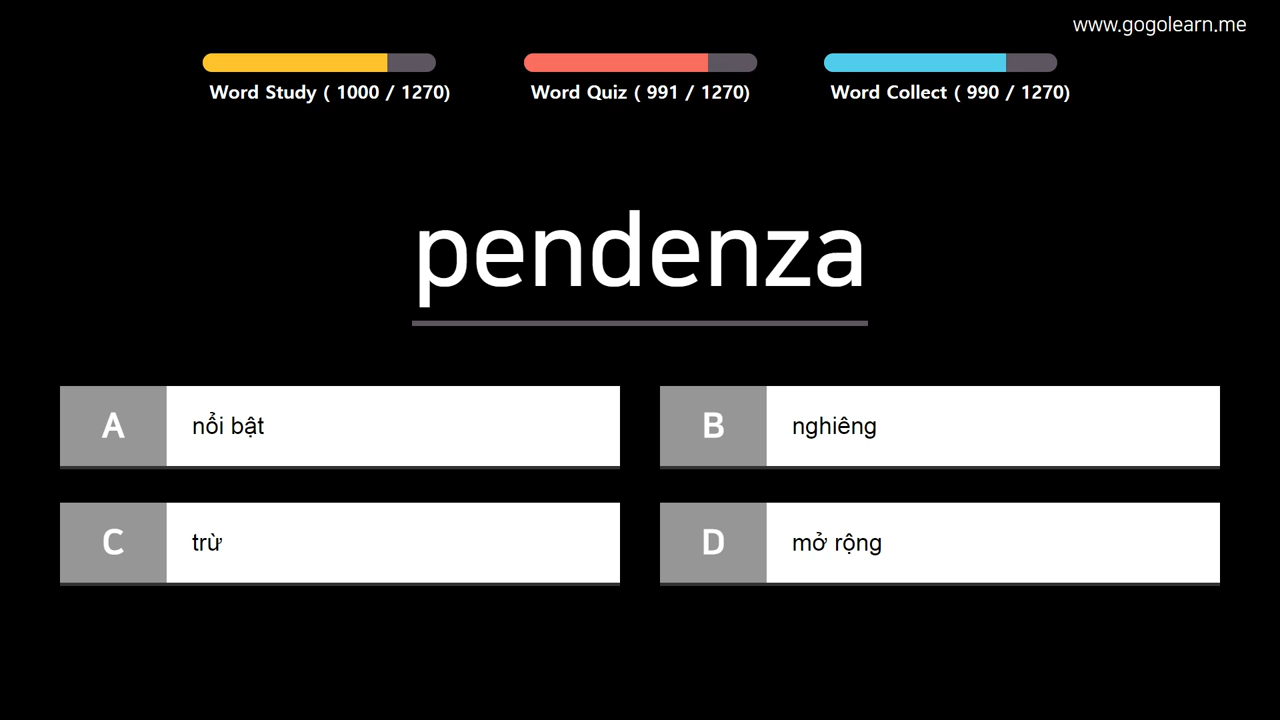 www.gogolearn.me
Word Study ( 1000 / 1270)
Word Quiz ( 991 / 1270)
Word Collect ( 990 / 1270)
pendenza
A
nổi bật
B
nghiêng
C
trừ
D
mở rộng